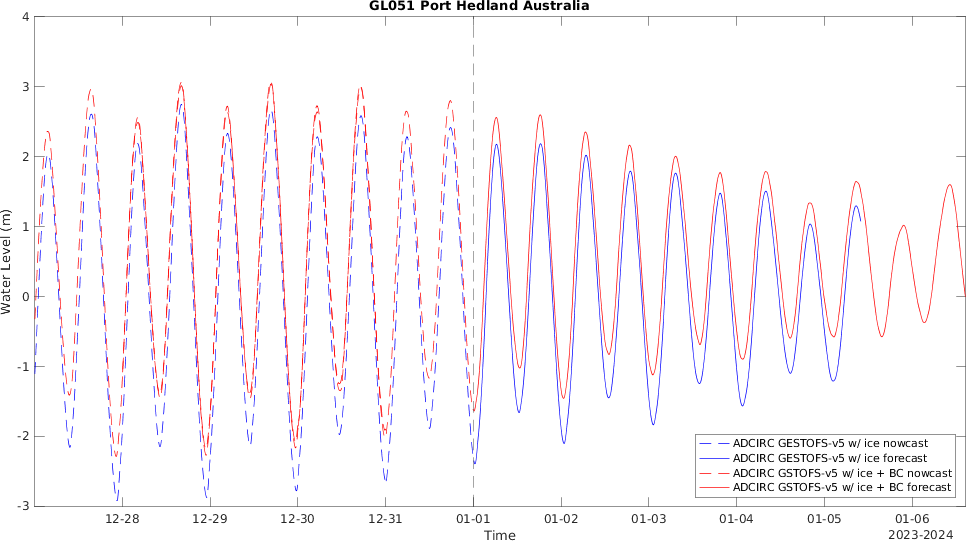 GL051 Port Hedland Australia
4
3
2
1
0
-1
-2
-3
Water Level (m)
ADCIRC GESTOFS-v5 w/ ice nowcast
ADCIRC GESTOFS-v5 w/ ice forecast
ADCIRC GSTOFS-v5 w/ ice + BC nowcast
ADCIRC GSTOFS-v5 w/ ice + BC forecast
12-28 12-29 12-30 12-31 01-01 01-02 01-03 01-04 01-05 01-06
Time
2023-2024